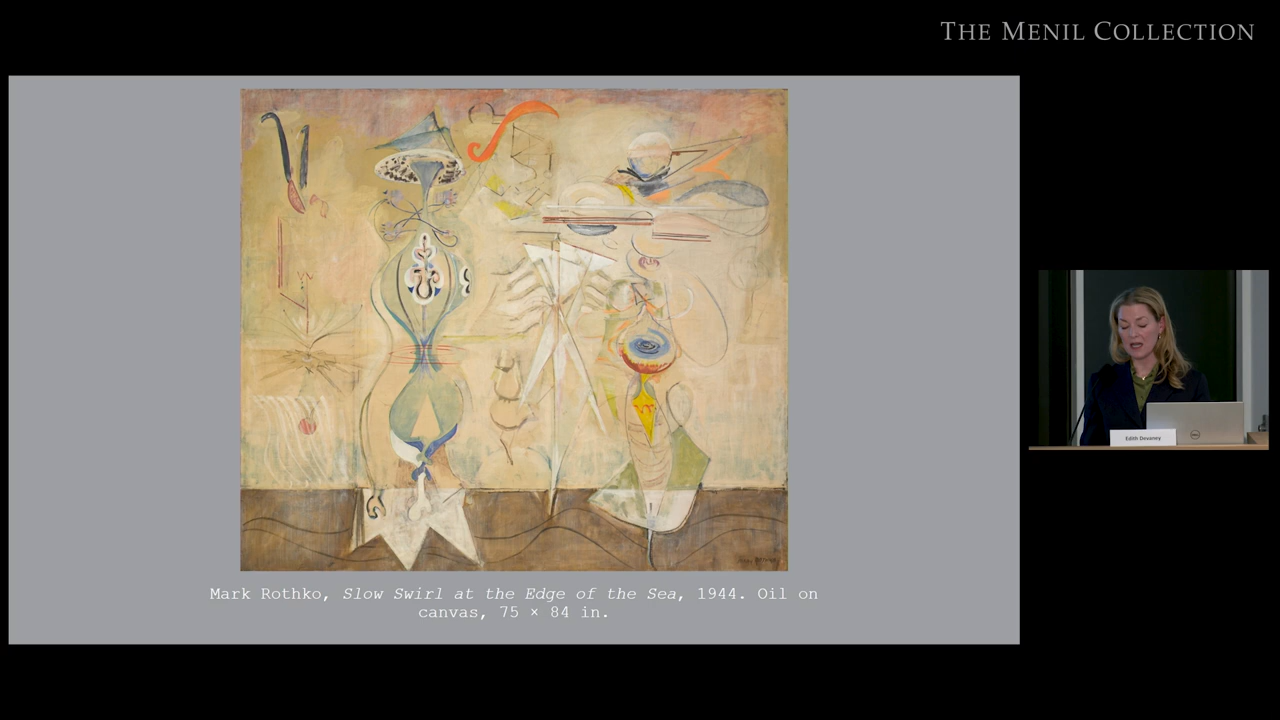 THE MENIL COLLECTION
Mark Rothko, Slow Swirl at the Edge of the Sea, 1944. Oil on
canvas, 75 × 84 in.
Edith Devaney
DELL